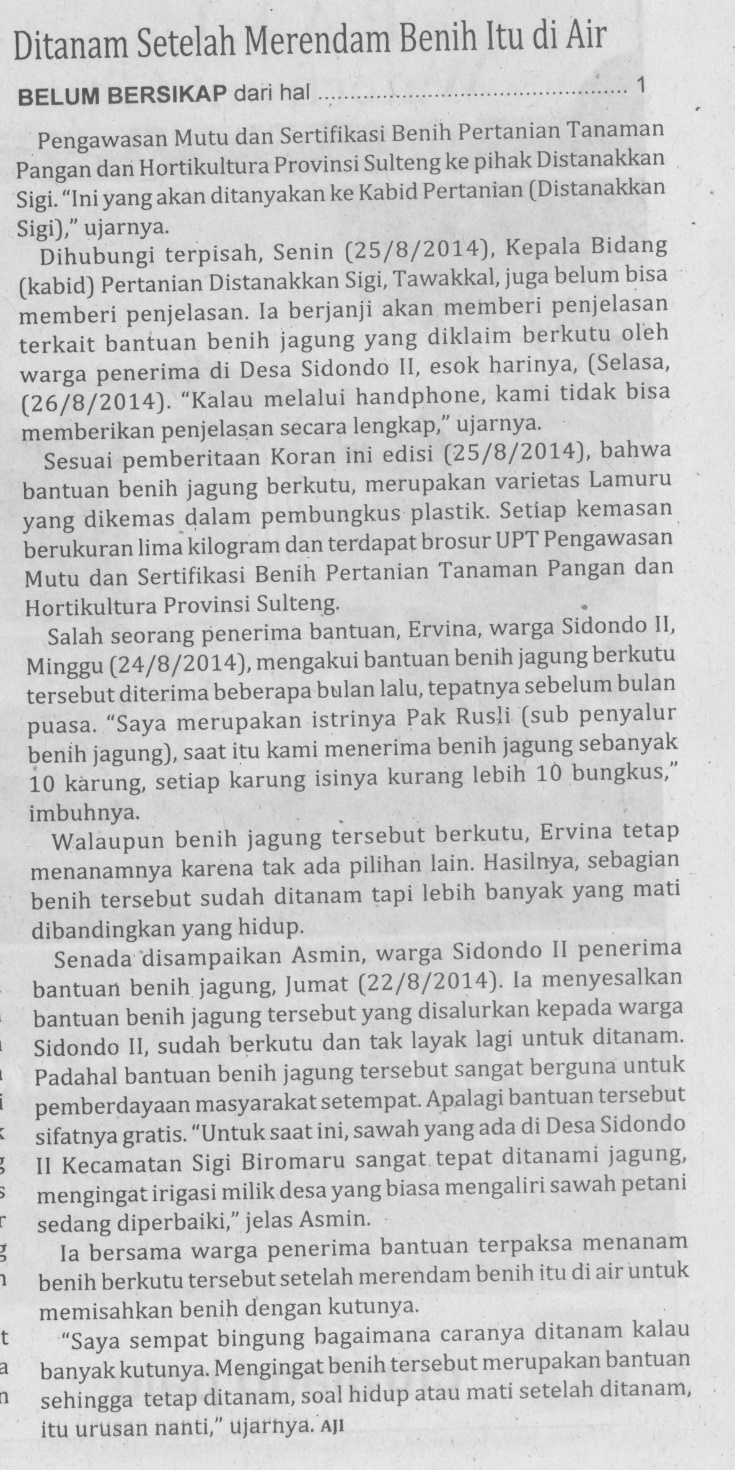 Ditanam Setelah Merendam Benih Itu di Air
BELUM BERSIKAP dari hal ................................................ 1
Pengawasan Mutu dan Sertifikasi Benih Pertanian Tanaman
Pangan dan Hortikultura Provinsi Sulteng ke pihak Distanakkan
Sigi. “Ini yang akan ditanyakan ke Kabid Pertanian (Distanakkan
Sigi),” ujarnya.
Dihubungi terpisah, Senin (25/8/2014), Kepala Bidang
(kabid) Pertanian Distanakkan Sigi, Tawakkal, juga belum bisa
memberi penjelasan. Ia berjanji akan memberi penjelasan
terkait bantuan benih jagung yang diklaim berkutu oleh
warga penerima di Desa Sidondo II, esok harinya, (Selasa,
(26/8/2014). “Kalau melalui handphone, kami tidak bisa
memberikan penjelasan secara lengkap,” ujarnya.
Sesuai pemberitaan Koran ini edisi (25/8/2014), bahwa
bantuan benih jagung berkutu, merupakan varietas Lamuru
yang dikemas dalam pembungkus plastik. Setiap kemasan
berukuran lima kilogram dan terdapat brosur UPT Pengawasan
Mutu dan Sertifikasi Benih Pertanian Tanaman Pangan dan
Hortikultura Provinsi Sulteng.
Salah seorang penerima bantuan, Ervina, warga Sidondo II,
Minggu (24/8/2014), mengakui bantuan benih jagung berkutu
tersebut diterima beberapa bulan lalu, tepatnya sebelum bulan
puasa. “Saya merupakan istrinya Pak Rusli (sub penyalur
benih jagung), saat itu kami menerima benih jagung sebanyak
10 karung, setiap karung isinya kurang lebih 10 bungkus,”
imbuhnya.
Walaupun benih jagung tersebut berkutu, Ervina tetap
menanamnya karena tak ada pilihan lain. Hasilnya, sebagian
benih tersebut sudah ditanam tapi lebih banyak yang mati
dibandingkan yang hidup.
Senada disampaikan Asmin, warga Sidondo II penerima
bantuan benih jagung, Jumat (22/8/2014). Ia menyesalkan
bantuan benih jagung tersebut yang disalurkan kepada warga
Sidondo II, sudah berkutu dan tak layak lagi untuk ditanam.
Padahal bantuan benih jagung tersebut sangat berguna untuk
pemberdayaan masyarakat setempat. Apalagi bantuan tersebut
sifatnya gratis. “Untuk saat ini, sawah yang ada di Desa Sidondo
II Kecamatan Sigi Biromaru sangat tepat ditanami jagung,
mengingat irigasi milik desa yang biasa mengaliri sawah petani
sedang diperbaiki,” jelas Asmin.
Ia bersama warga penerima bantuan terpaksa menanam
benih berkutu tersebut setelah merendam benih itu di air untuk
memisahkan benih dengan kutunya.
“Saya sempat bingung bagaimana caranya ditanam kalau
banyak kutunya. Mengingat benih tersebut merupakan bantuan
sehingga tetap ditanam, soal hidup atau mati setelah ditanam,
itu urusan nanti,” ujarnya. AJI